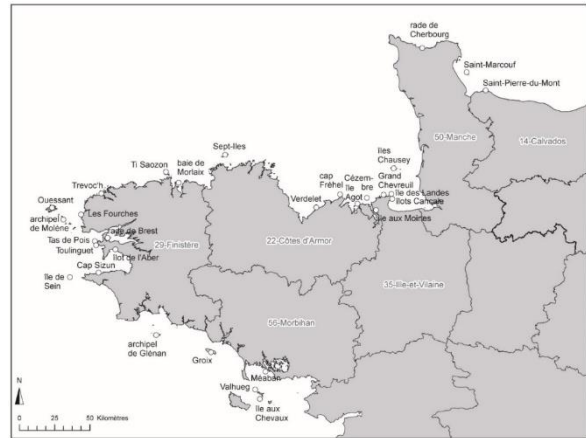 rade de
Cherbourg
Saint-Marcouf
Saint-Pierre-du-Mont
50-Manche
14-Calvados
Sept-Iles
Ti Saozon
baie de
Morlaix
Iles
Chausey
Grand
Chevreuil
cap
Fréhel
Cézem-
bre
Ile
Agot
Ile des Landes
Ilots Cancale
Verdelet
Ile aux Moines
Trevoc'h
Ouessant
Les Fourches
archipel
de Molène
rade de Brest
Tas de Pois
Toulinguet
Ilot de l'Aber
29-Finistère
22-Côtes d'Armor
Cap Sizun
Ile de
Sein
35-Ille-et-Vilaine
56-Morbihan
archipel
de Glénan
Groix
Méaban
Valhueg
Ile aux
Chevaux
N
0 25 50 Kilomètres